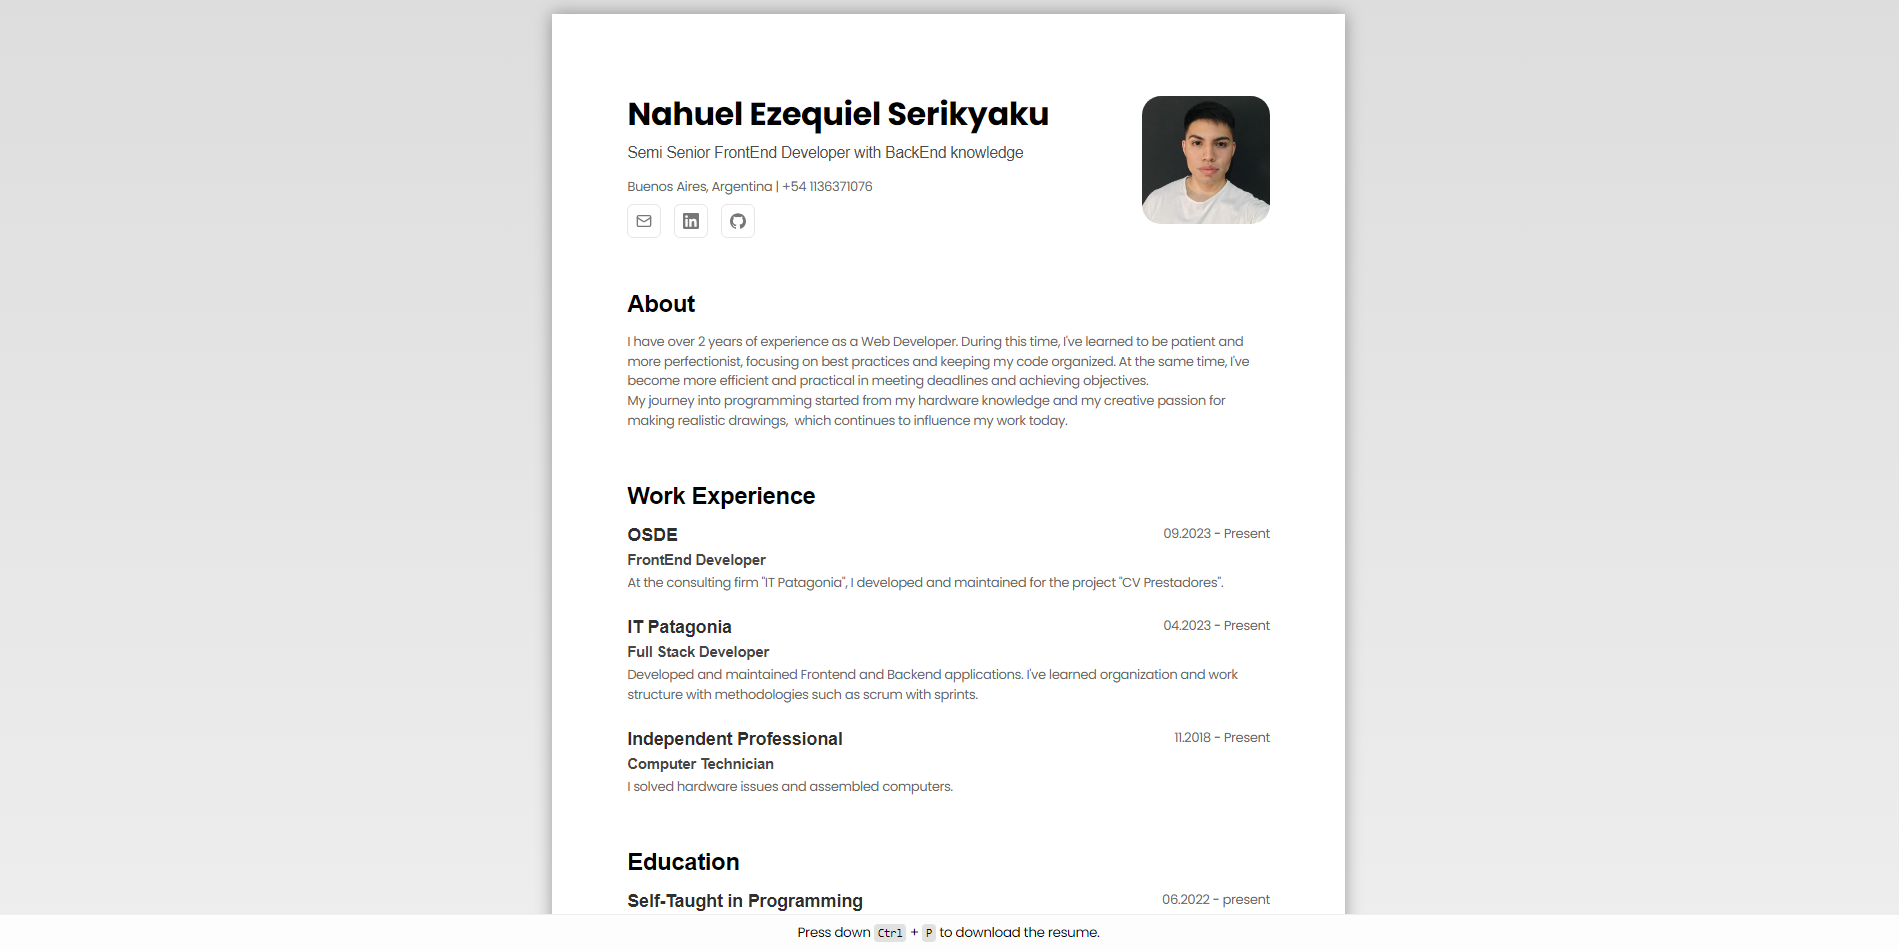 Nahuel Ezequiel Serikyaku
Semi Senior FrontEnd Developer with BackEnd knowledge
Buenos Aires, Argentina | +54 1136371076
in
About
I have over 2 years of experience as a Web Developer. During this time, I've learned to be patient and
more perfectionist, focusing on best practices and keeping my code organized. At the same time, I've
become more efficient and practical in meeting deadlines and achieving objectives.
My journey into programming started from my hardware knowledge and my creative passion for
making realistic drawings,  which continues to influence my work today.
Work Experience
OSDE 09.2023 - Present
FrontEnd Developer
At the consulting firm "IT Patagonia", I developed and maintained for the project "CV Prestadores".
IT Patagonia 04.2023 - Present
Full Stack Developer
Developed and maintained Frontend and Backend applications. I've learned organization and work
structure with methodologies such as scrum with sprints.
Independent Professional 11.2018 - Present
Computer Technician
I solved hardware issues and assembled computers.
Education
Self-Taught in Programming 06.2022 - present
Press down Ctrl + P to download the resume.